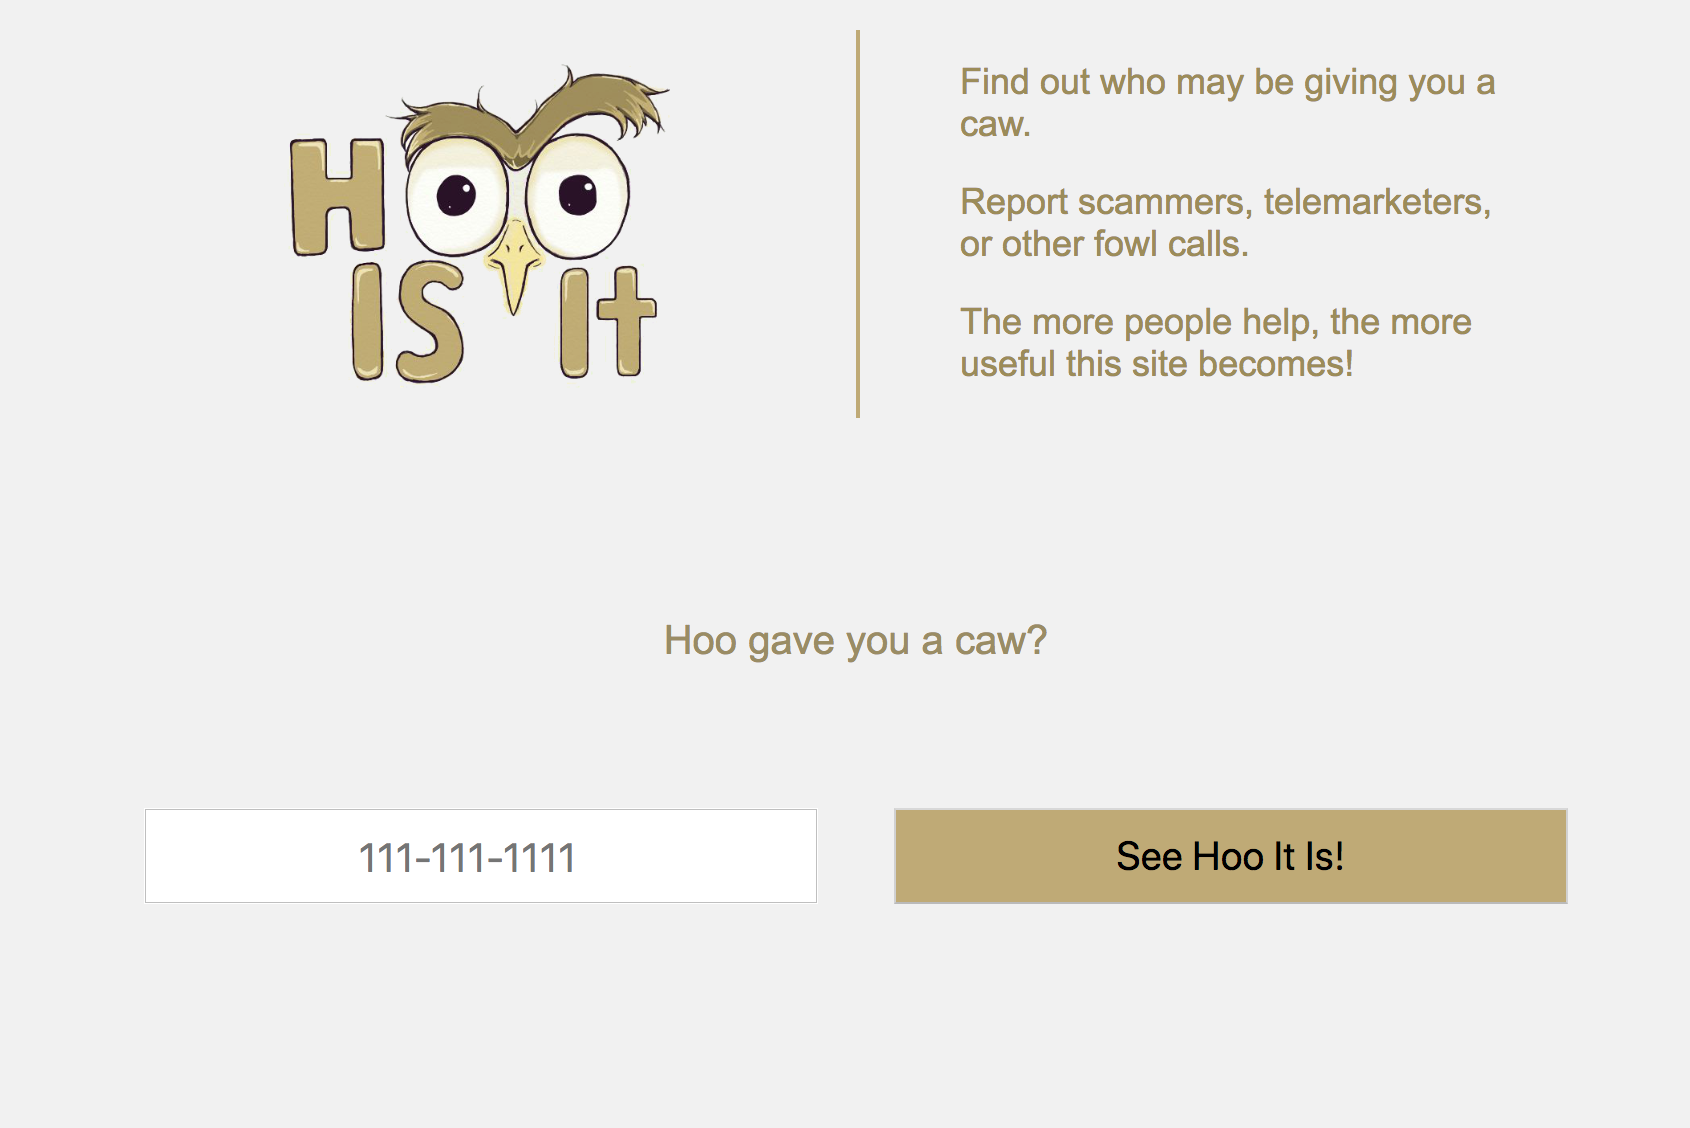 HOO
IS It
Find out who may be giving you a
caw.
Report scammers, telemarketers,
or other fowl calls.
The more people help, the more
useful this site becomes!
Hoo gave you a caw?
111-111-1111
See Hoo It Is!